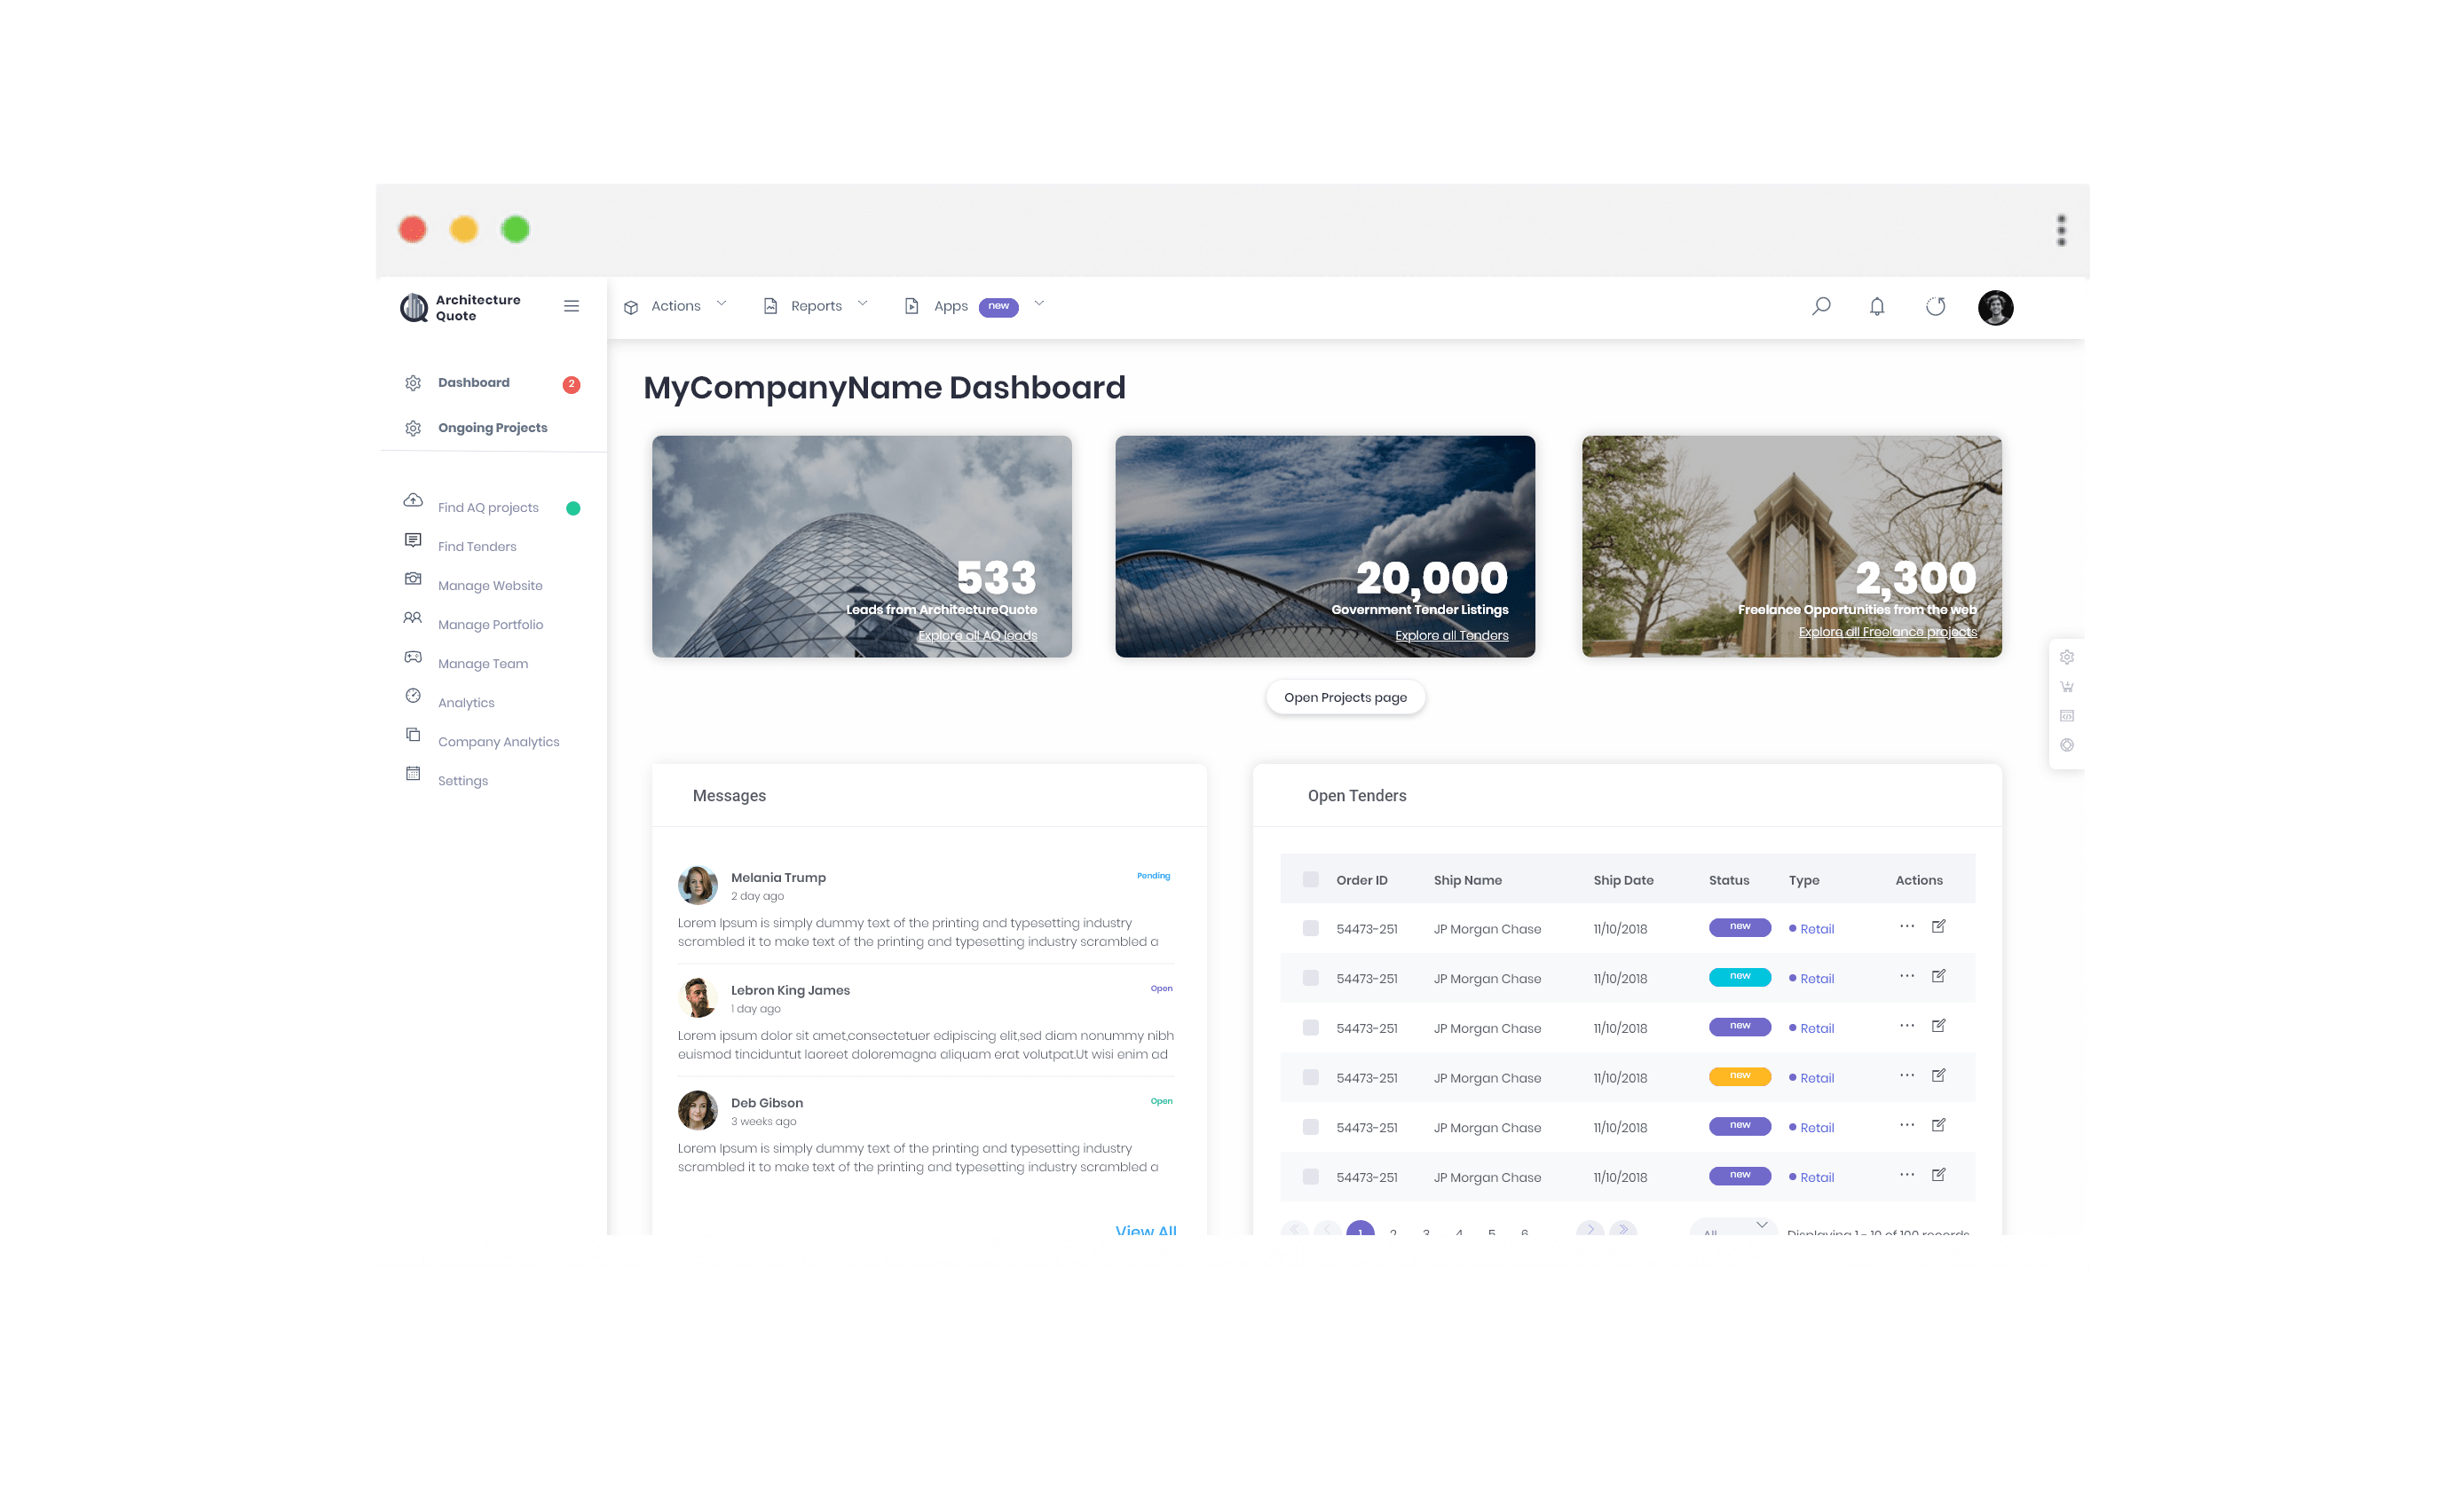 Architecture
Quote
Actions
Reports
Apps new
Dashboard 2
Ongoing Projects
Find AQ projects
Find Tenders
Manage Website
Manage Portfolio
Manage Team
Analytics
Company Analytics
Settings
MyCompanyName Dashboard
533
Leads from ArchitectureQuote
Explore all AQ leads
20,000
Government Tender Listings
Explore all Tenders
2,300
Freelance Opportunities from the web
Explore all Freelance projects
Open Projects page
Messages
Melania Trump Pending
2 day ago
Lorem Ipsum is simply dummy text of the printing and typesetting industry
scrambled it to make text of the printing and typesetting industry scrambled a
Lebron King James Open
1 day ago
Lorem ipsum dolor sit amet,consectetuer edipiscing elit,sed diam nonummy nibh
euismod tinciduntut laoreet doloremagna aliquam erat volutpat.Ut wisi enim ad
Deb Gibson Open
3 weeks ago
Lorem Ipsum is simply dummy text of the printing and typesetting industry
scrambled it to make text of the printing and typesetting industry scrambled a
View All
Open Tenders
Order ID Ship Name Ship Date Status Type Actions
54473-251 JP Morgan Chase 11/10/2018 new Retail
54473-251 JP Morgan Chase 11/10/2018 new Retail
54473-251 JP Morgan Chase 11/10/2018 new Retail
54473-251 JP Morgan Chase 11/10/2018 new Retail
54473-251 JP Morgan Chase 11/10/2018 new Retail
54473-251 JP Morgan Chase 11/10/2018 new Retail
1 2 3 4 5 6 All Displaying 1 - 10 of 100 records